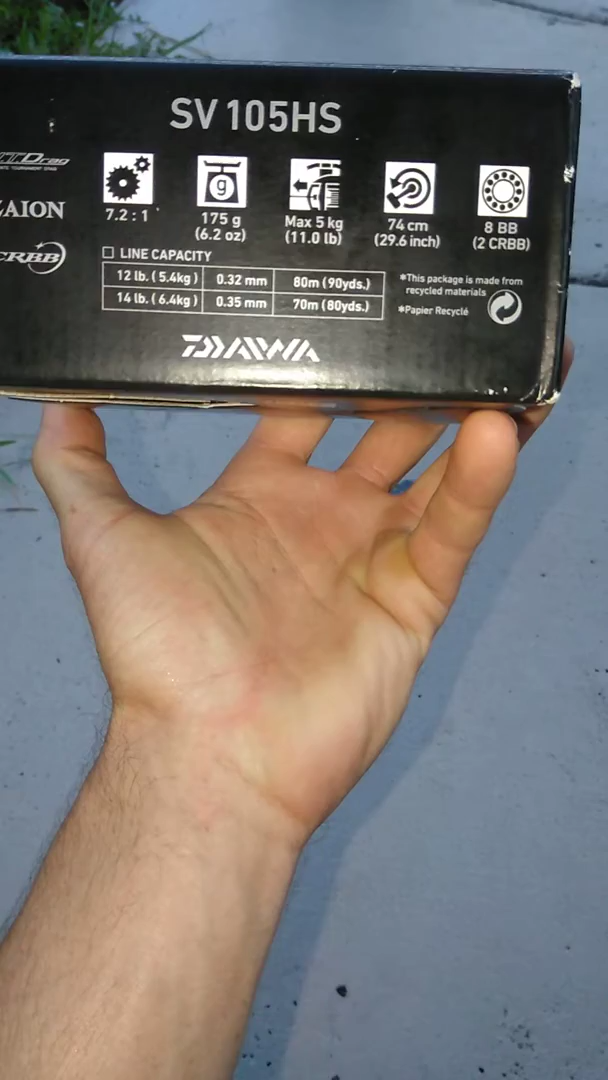 SV 105HS
7.2 : 1
175 g
(6.2 oz)
g
Max 5 kg
(11.0 lb)
74 cm
(29.6 inch)
8 BB
(2 CRBB)
ZAION
CRBB
LINE CAPACITY
12 lb. ( 5.4kg ) 0.32 mm 80m (90yds.)
14 lb. ( 6.4kg ) 0.35 mm 70m (80yds.)
*This package is made from
recycled materials
*Papier Recyclé
DAIWA